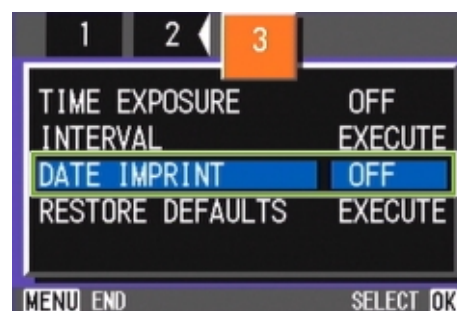 1 2 3
TIME EXPOSURE OFF
INTERVAL EXECUTE
DATE IMPRINT OFF
RESTORE DEFAULTS EXECUTE
MENU END SELECT OK